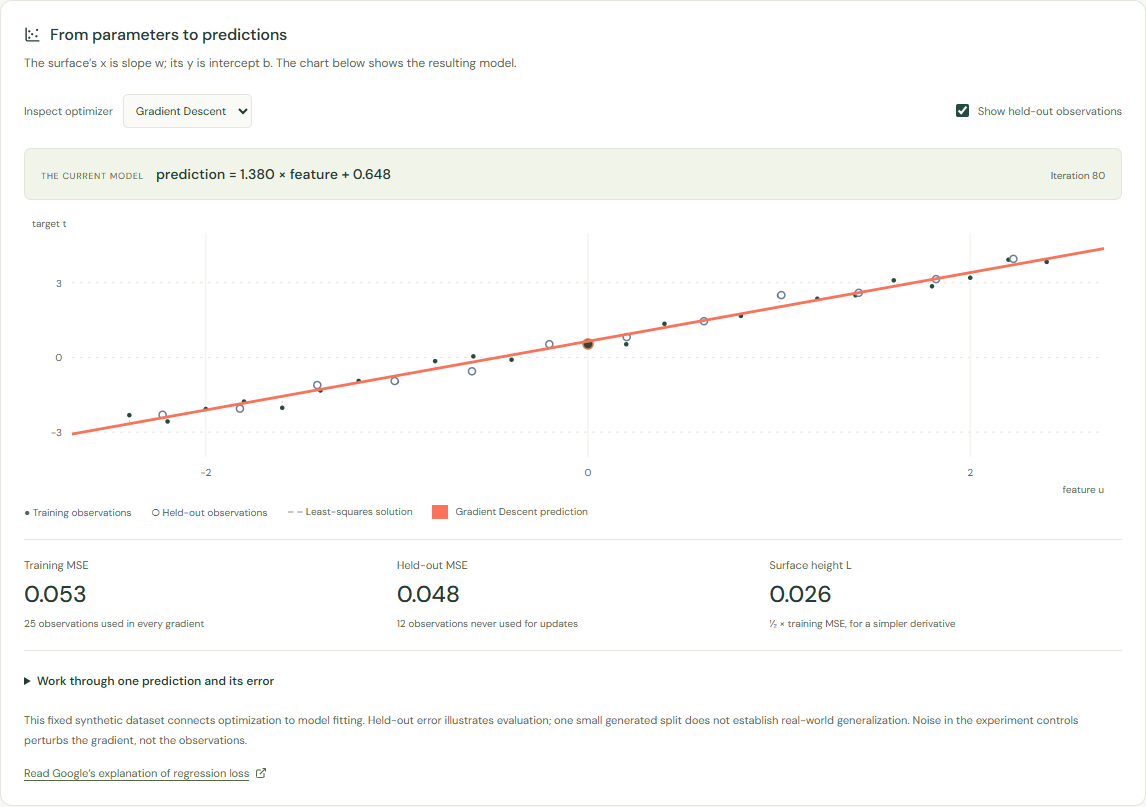 From parameters to predictions
The surface's x is slope w; its y is intercept b. The chart below shows the resulting model.
Inspect optimizer Gradient Descent Show held-out observations
THE CURRENT MODEL prediction = 1.380 × feature + 0.648 Iteration 80
target t
3
0
-3
−2 0 2
feature u
Training observations Held-out observations Least-squares solution Gradient Descent prediction
Training MSE Held-out MSE Surface height L
0.053 0.048 0.026
25 observations used in every gradient 12 observations never used for updates ½ × training MSE, for a simpler derivative
Work through one prediction and its error
This fixed synthetic dataset connects optimization to model fitting. Held-out error illustrates evaluation; one small generated split does not establish real-world generalization. Noise in the experiment controls
perturbs the gradient, not the observations.
Read Google's explanation of regression loss